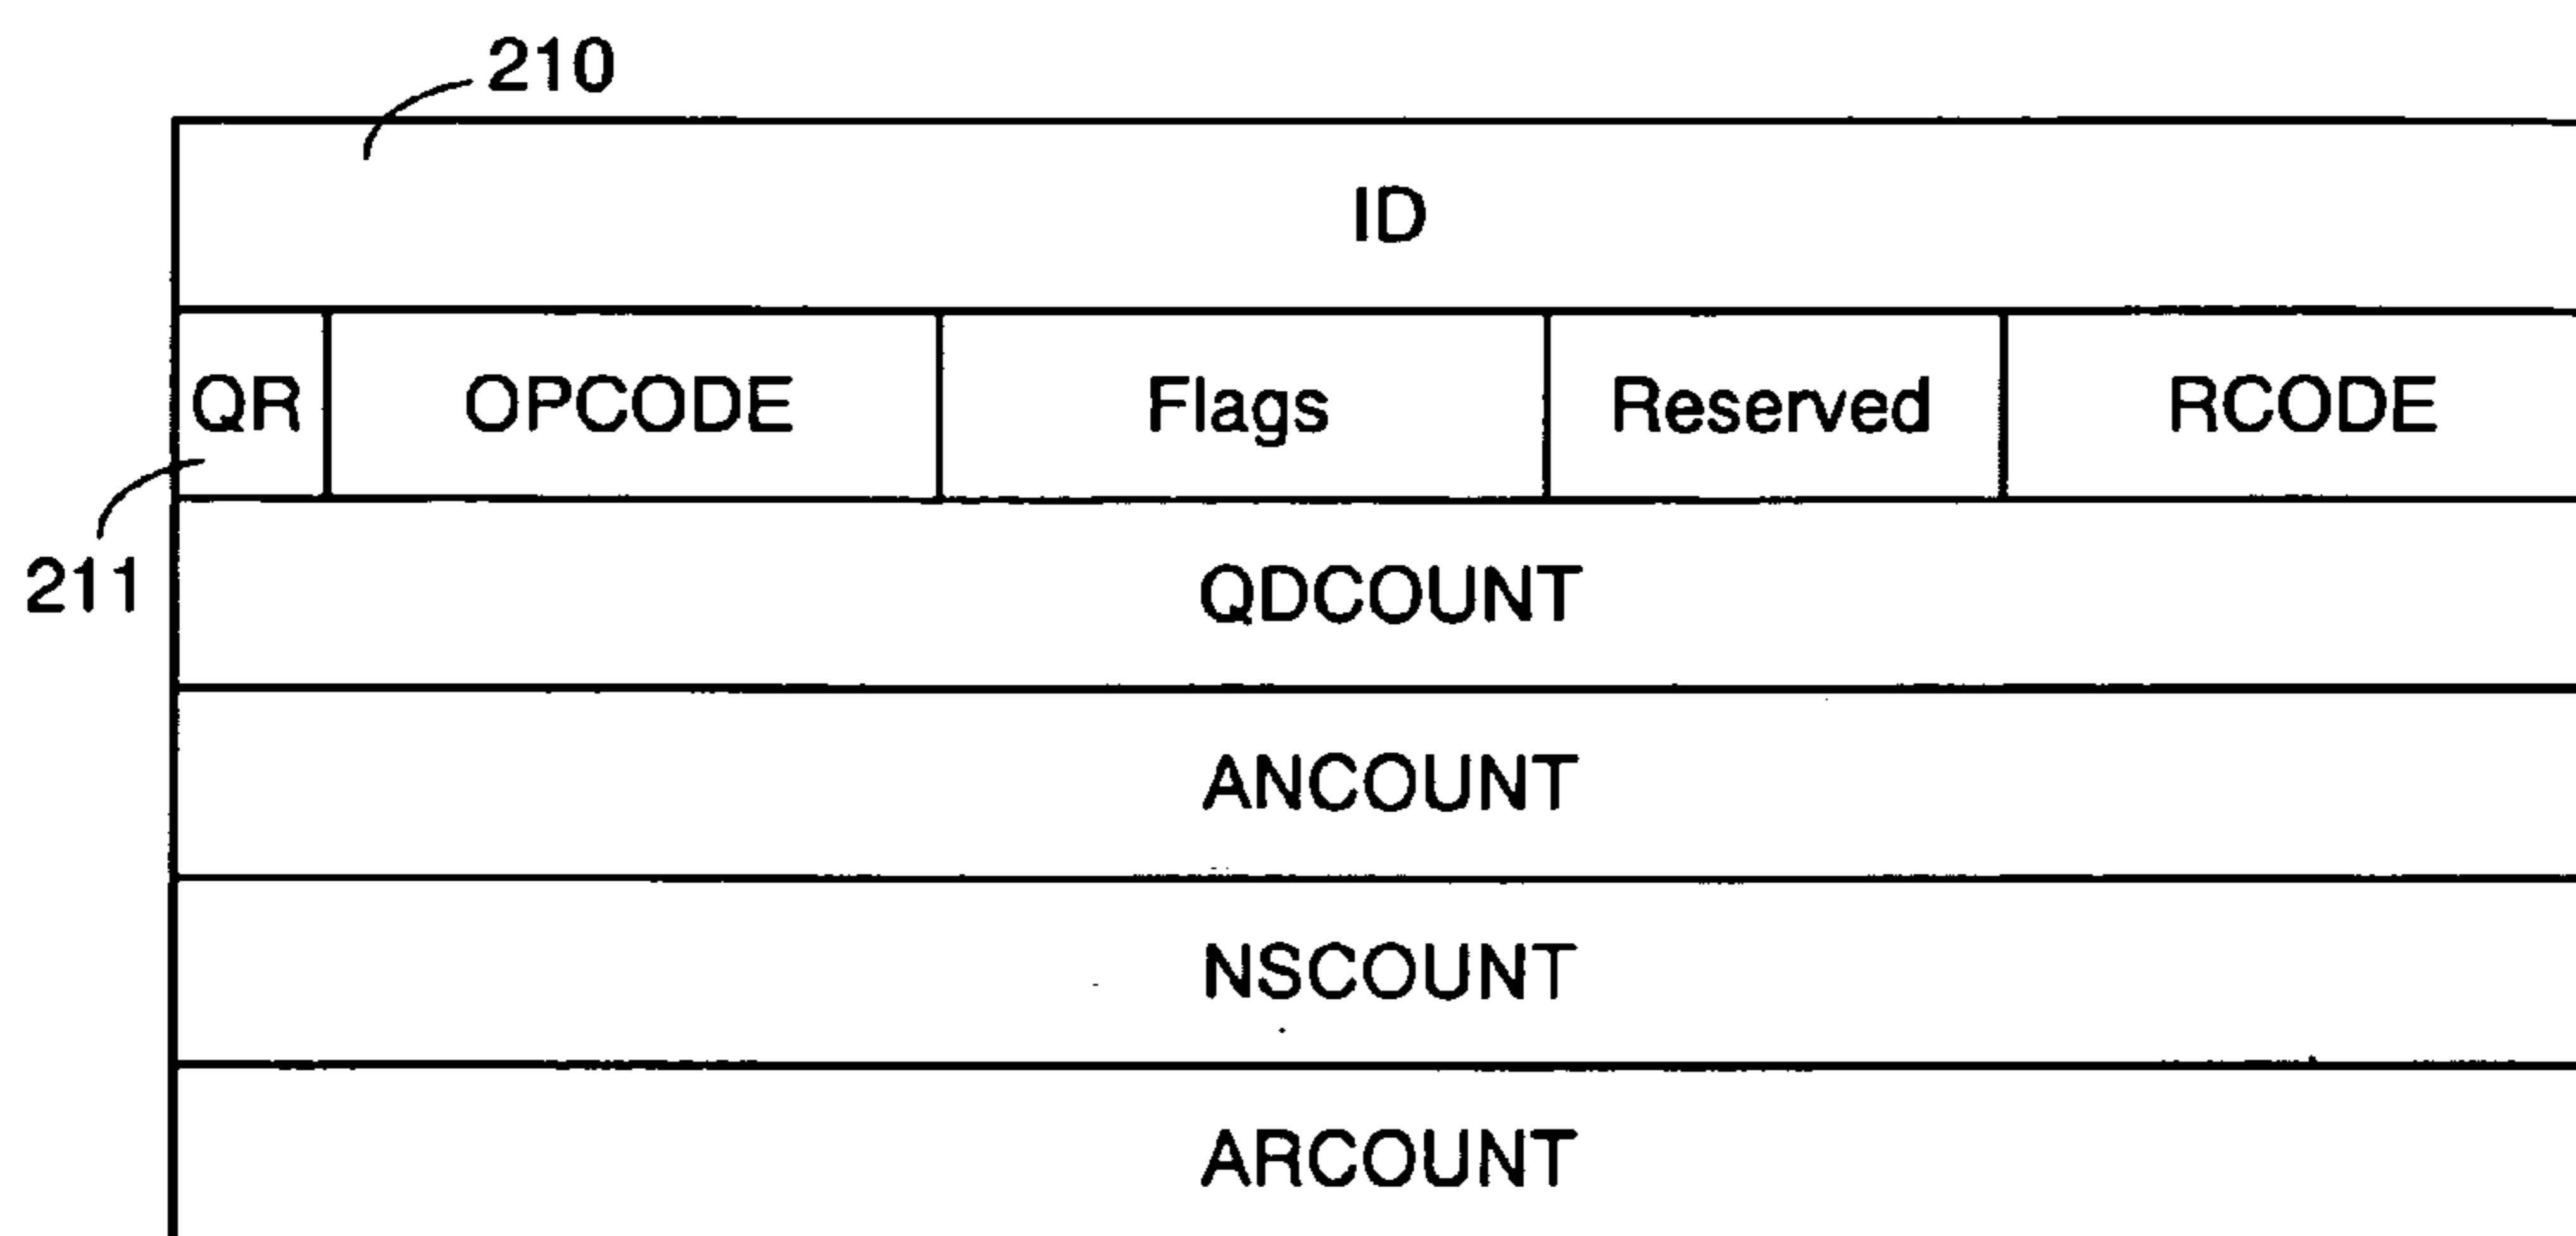 210
ID
QR OPCODE Flags Reserved RCODE
211
QDCOUNT
ANCOUNT
NSCOUNT
ARCOUNT